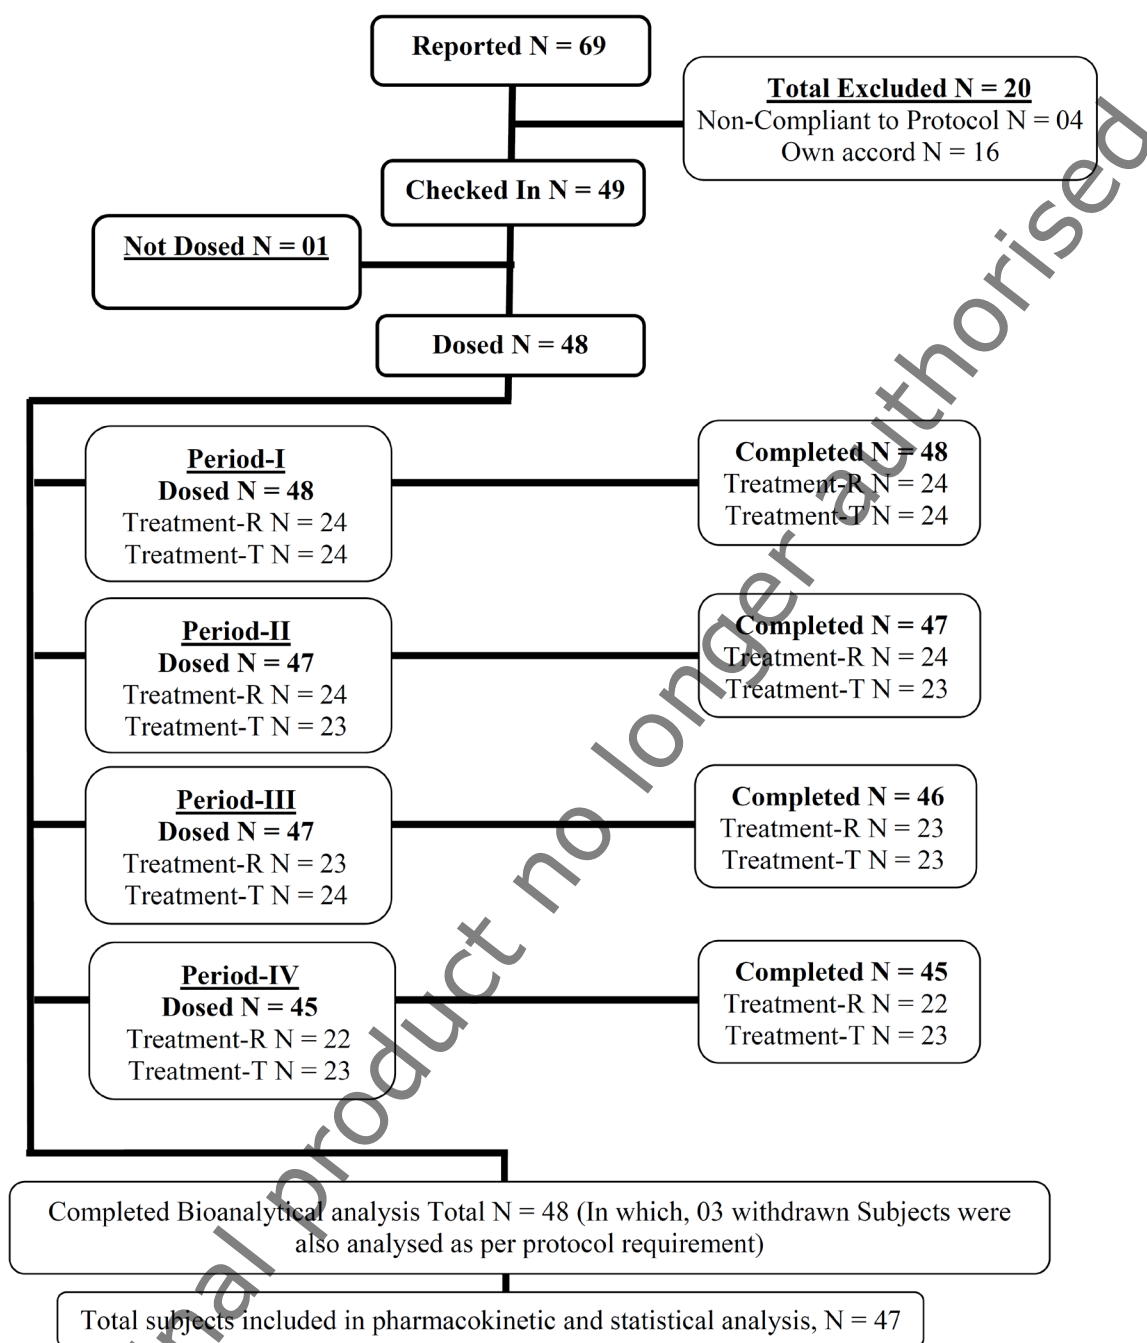 Reported N = 69
Total Excluded N = 20
Non-Compliant to Protocol N = 04
Own accord N = 16
Checked In N = 49
Not Dosed N = 01
Dosed N = 48
Period-I
Dosed N = 48
Treatment-R N = 24
Treatment-T N = 24
Completed N = 48
Treatment-R N = 24
Treatment-T N = 24
Period-II
Dosed N = 47
Treatment-R N = 24
Treatment-T N = 23
Completed N = 47
Treatment-R N = 24
Treatment-T N = 23
Period-III
Dosed N = 47
Treatment-R N = 23
Treatment-T N = 24
Completed N = 46
Treatment-R N = 23
Treatment-T N = 23
Period-IV
Dosed N = 45
Treatment-R N = 22
Treatment-T N = 23
Completed N = 45
Treatment-R N = 22
Treatment-T N = 23
Completed Bioanalytical analysis Total N = 48 (In which, 03 withdrawn Subjects were
also analysed as per protocol requirement)
Total subjects included in pharmacokinetic and statistical analysis, N = 47
product no longer authorised